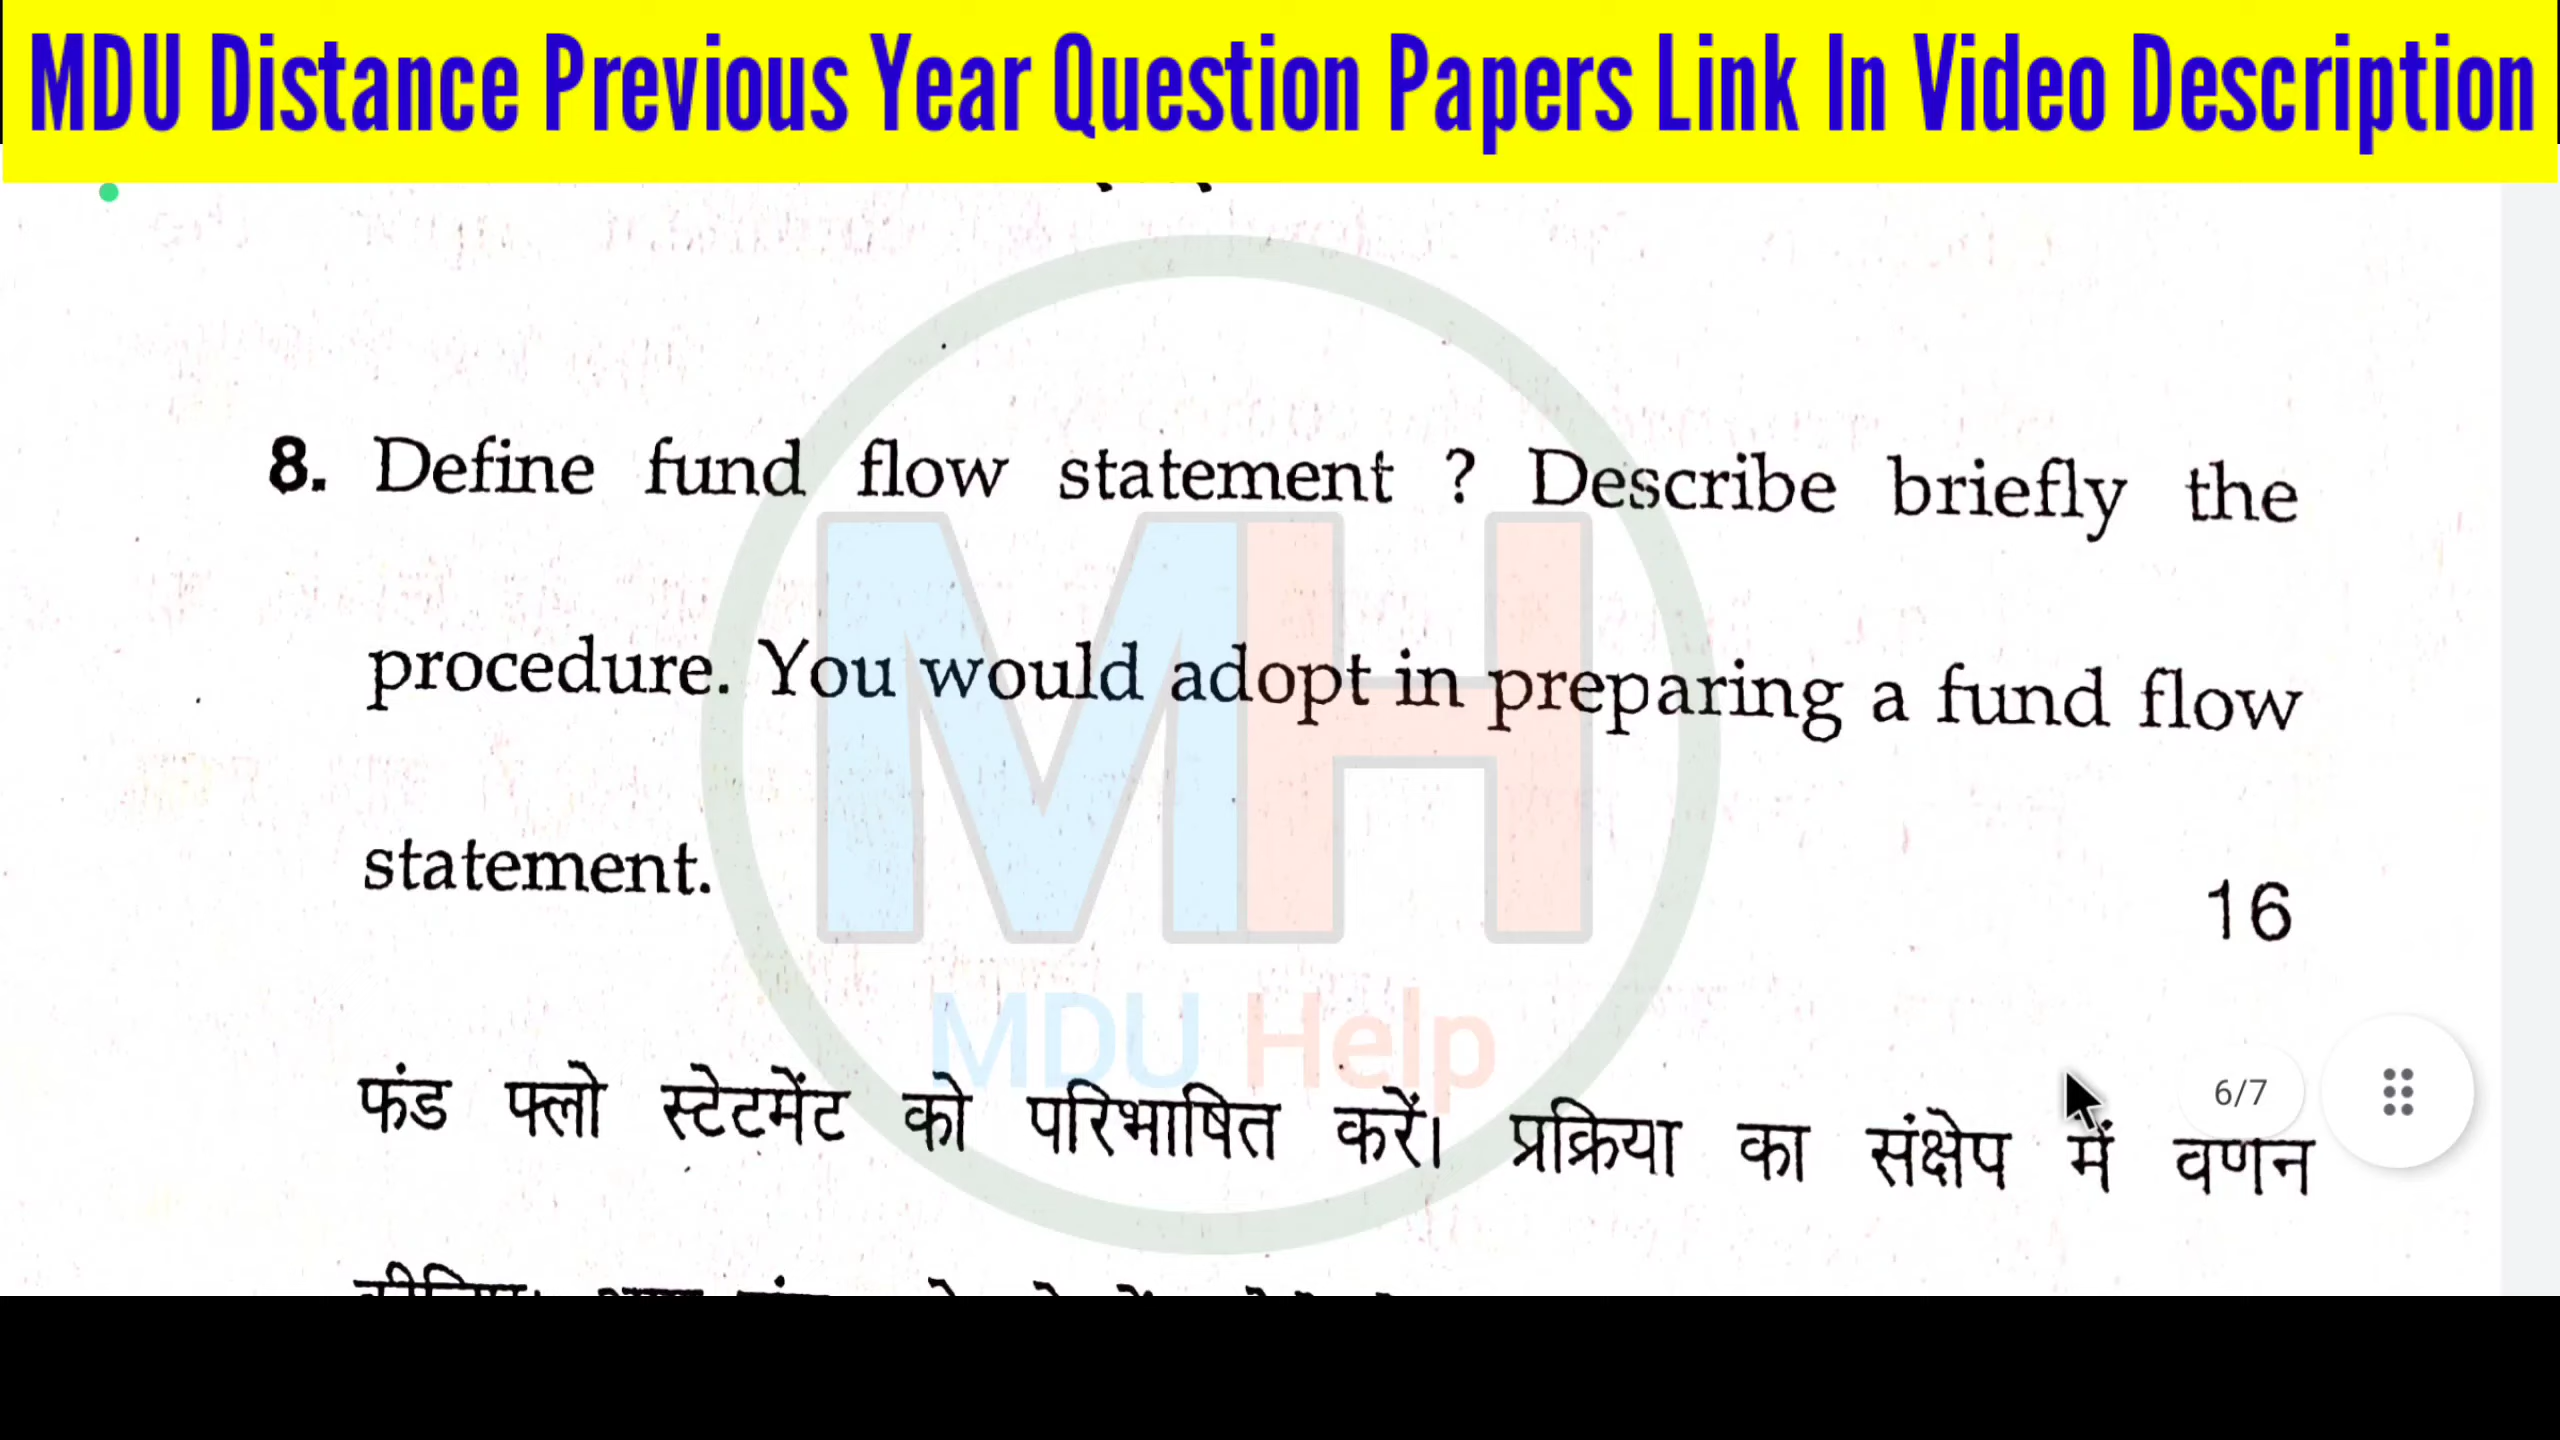 MDU Distance Previous Year Question Papers Link In Video Description
8. Define fund flow statement ? Describe briefly the
procedure. You would adopt in preparing a fund flow
statement.
16
MDU Help
6/7
फंड फ्लो स्टेटमेंट को परिभाषित करें। प्रक्रिया का संक्षेप में वणन